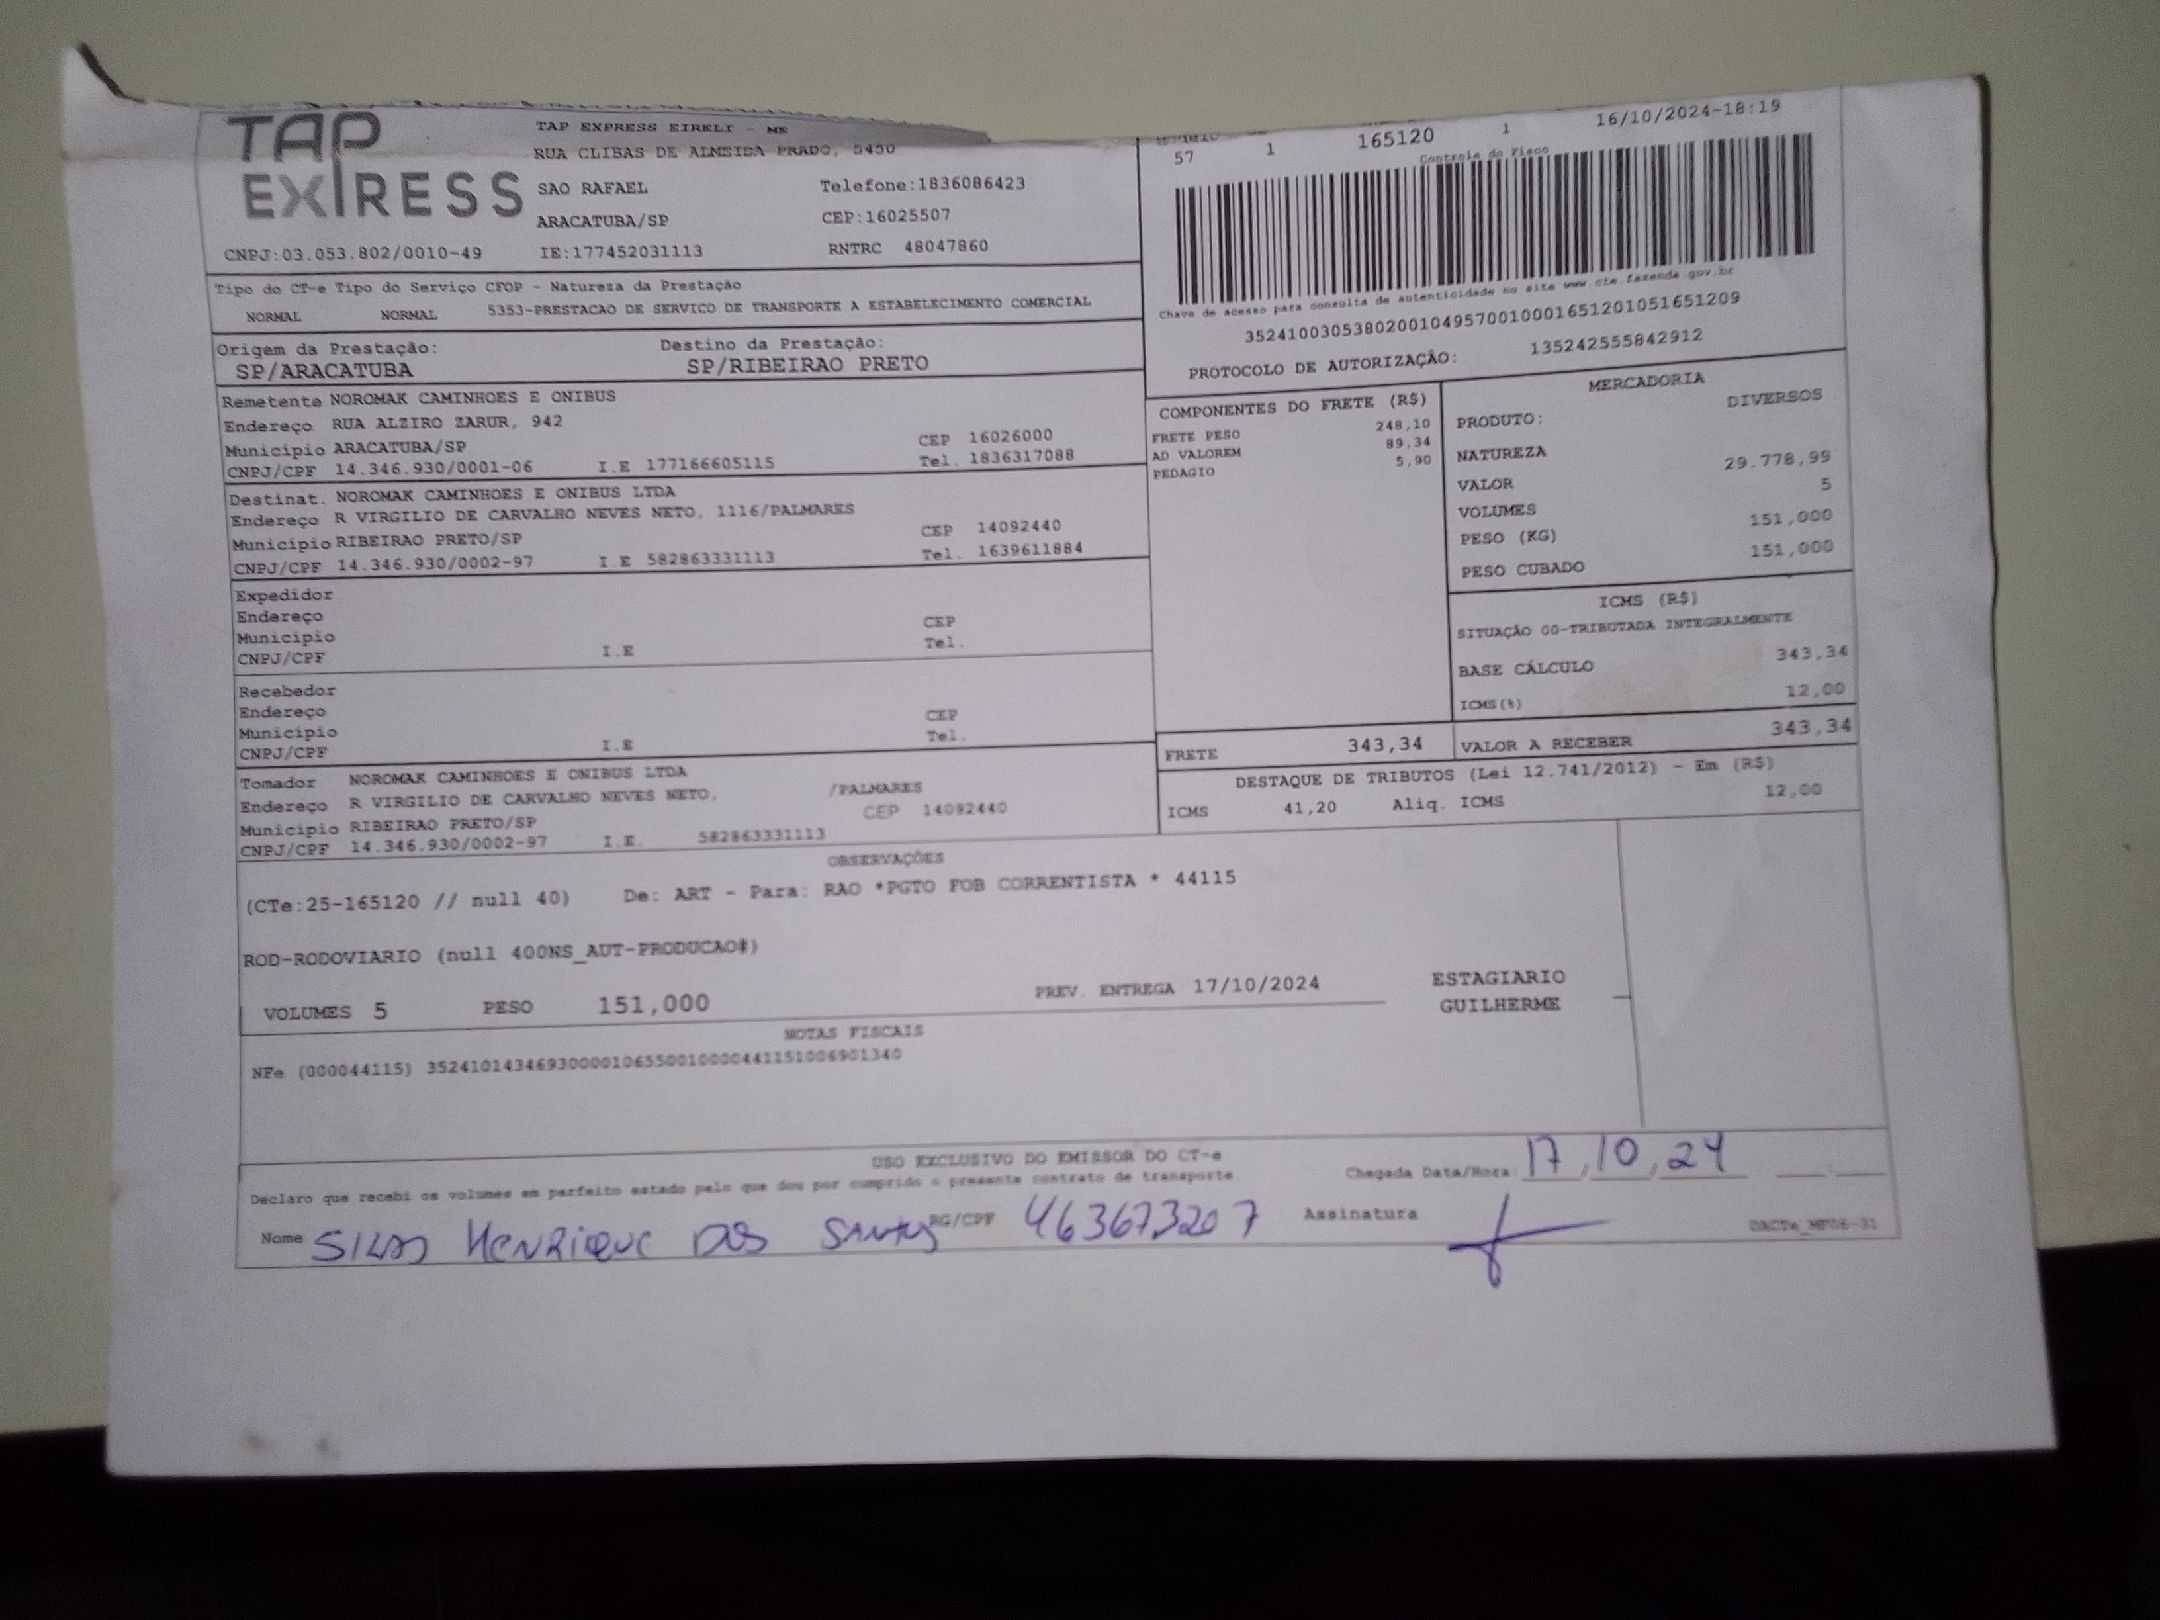 TAP EXPRESS
TAP EXPRESS EIRELI - ME
RUA CLIBAS DE ALMEIDA PRADO, 5450
SAO RAFAEL Telefone:1836086423
ARACATUBA/SP CEP:16025507
CNPJ:03.053.802/0010-49 IE:177452031113 RNTRC 48047860
57 1 165120 1 16/10/2024-18:19
Controle do Fisco
Chave de acesso para consulta de autenticidade no site www.cte.fazenda.gov.br
35241003053802001049570010001651201051651209
PROTOCOLO DE AUTORIZAÇÃO: 135242555842912
Tipo do CT-e Tipo do Serviço CFOP - Natureza da Prestação
NORMAL NORMAL 5353-PRESTACAO DE SERVICO DE TRANSPORTE A ESTABELECIMENTO COMERCIAL
Origem da Prestação: Destino da Prestação:
SP/ARACATUBA SP/RIBEIRAO PRETO
Remetente NOROMAK CAMINHOES E ONIBUS
Endereço RUA ALZIRO ZARUR, 942
Município ARACATUBA/SP CEP 16026000
CNPJ/CPF 14.346.930/0001-06 I.E 177166605115 Tel. 1836317088
Destinat. NOROMAK CAMINHOES E ONIBUS LTDA
Endereço R VIRGILIO DE CARVALHO NEVES NETO, 1116/PALMARES
Município RIBEIRAO PRETO/SP CEP 14092440
CNPJ/CPF 14.346.930/0002-97 I.E 582863331113 Tel. 1639611884
Expedidor
Endereço
Município CEP
CNPJ/CPF I.E Tel.
Recebedor
Endereço
Município CEP
CNPJ/CPF I.E Tel.
Tomador NOROMAK CAMINHOES E ONIBUS LTDA
Endereço R VIRGILIO DE CARVALHO NEVES NETO, /PALMARES
Município RIBEIRAO PRETO/SP CEP 14092440
CNPJ/CPF 14.346.930/0002-97 I.E. 582863331113
COMPONENTES DO FRETE (R$)
FRETE PESO 248,10
AD VALOREM 89,34
PEDAGIO 5,90
MERCADORIA
PRODUTO: DIVERSOS
NATUREZA
VALOR 29.778,99
VOLUMES 5
PESO (KG) 151,000
PESO CUBADO 151,000
ICMS (R$)
SITUAÇÃO 00-TRIBUTADA INTEGRALMENTE
BASE CÁLCULO 343,34
ICMS(%) 12,00
FRETE 343,34 VALOR A RECEBER 343,34
DESTAQUE DE TRIBUTOS (Lei 12.741/2012) - Em (R$)
ICMS 41,20 Aliq. ICMS 12,00
OBSERVAÇÕES
(CTe:25-165120 // null 40) De: ART - Para: RAO *PGTO FOB CORRENTISTA * 44115
ROD-RODOVIARIO (null 400NS_AUT-PRODUCAO#)
VOLUMES 5 PESO 151,000 PREV. ENTREGA 17/10/2024 ESTAGIARIO
GUILHERME
NOTAS FISCAIS
NFe (000044115) 35241014346930000106550010000441151006901340
USO EXCLUSIVO DO EMISSOR DO CT-e
Declaro que recebi os volumes em perfeito estado pelo que dou por cumprido o presente contrato de transporte.
Chegada Data/Hora: 17/10/24
Nome SILAS HENRIQUE DOS SANTOS RG/CPF 463673207 Assinatura